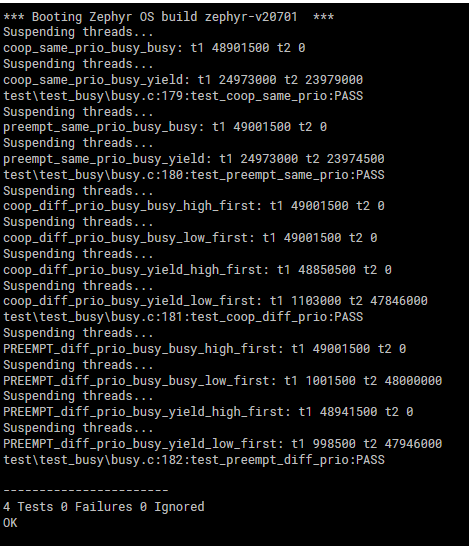 *** Booting Zephyr OS build zephyr-v20701  ***
Suspending threads...
coop_same_prio_busy_busy: t1 48901500 t2 0
Suspending threads...
coop_same_prio_busy_yield: t1 24973000 t2 23979000
test\test_busy\busy.c:179:test_coop_same_prio:PASS
Suspending threads...
preempt_same_prio_busy_busy: t1 49001500 t2 0
Suspending threads...
preempt_same_prio_busy_yield: t1 24973000 t2 23974500
test\test_busy\busy.c:180:test_preempt_same_prio:PASS
Suspending threads...
coop_diff_prio_busy_busy_high_first: t1 49001500 t2 0
Suspending threads...
coop_diff_prio_busy_busy_low_first: t1 49001500 t2 0
Suspending threads...
coop_diff_prio_busy_yield_high_first: t1 48850500 t2 0
Suspending threads...
coop_diff_prio_busy_yield_low_first: t1 1103000 t2 47846000
test\test_busy\busy.c:181:test_coop_diff_prio:PASS
Suspending threads...
PREEMPT_diff_prio_busy_busy_high_first: t1 49001500 t2 0
Suspending threads...
PREEMPT_diff_prio_busy_busy_low_first: t1 1001500 t2 48000000
Suspending threads...
PREEMPT_diff_prio_busy_yield_high_first: t1 48941500 t2 0
Suspending threads...
PREEMPT_diff_prio_busy_yield_low_first: t1 998500 t2 47946000
test\test_busy\busy.c:182:test_preempt_diff_prio:PASS
-----------------------
4 Tests 0 Failures 0 Ignored
OK